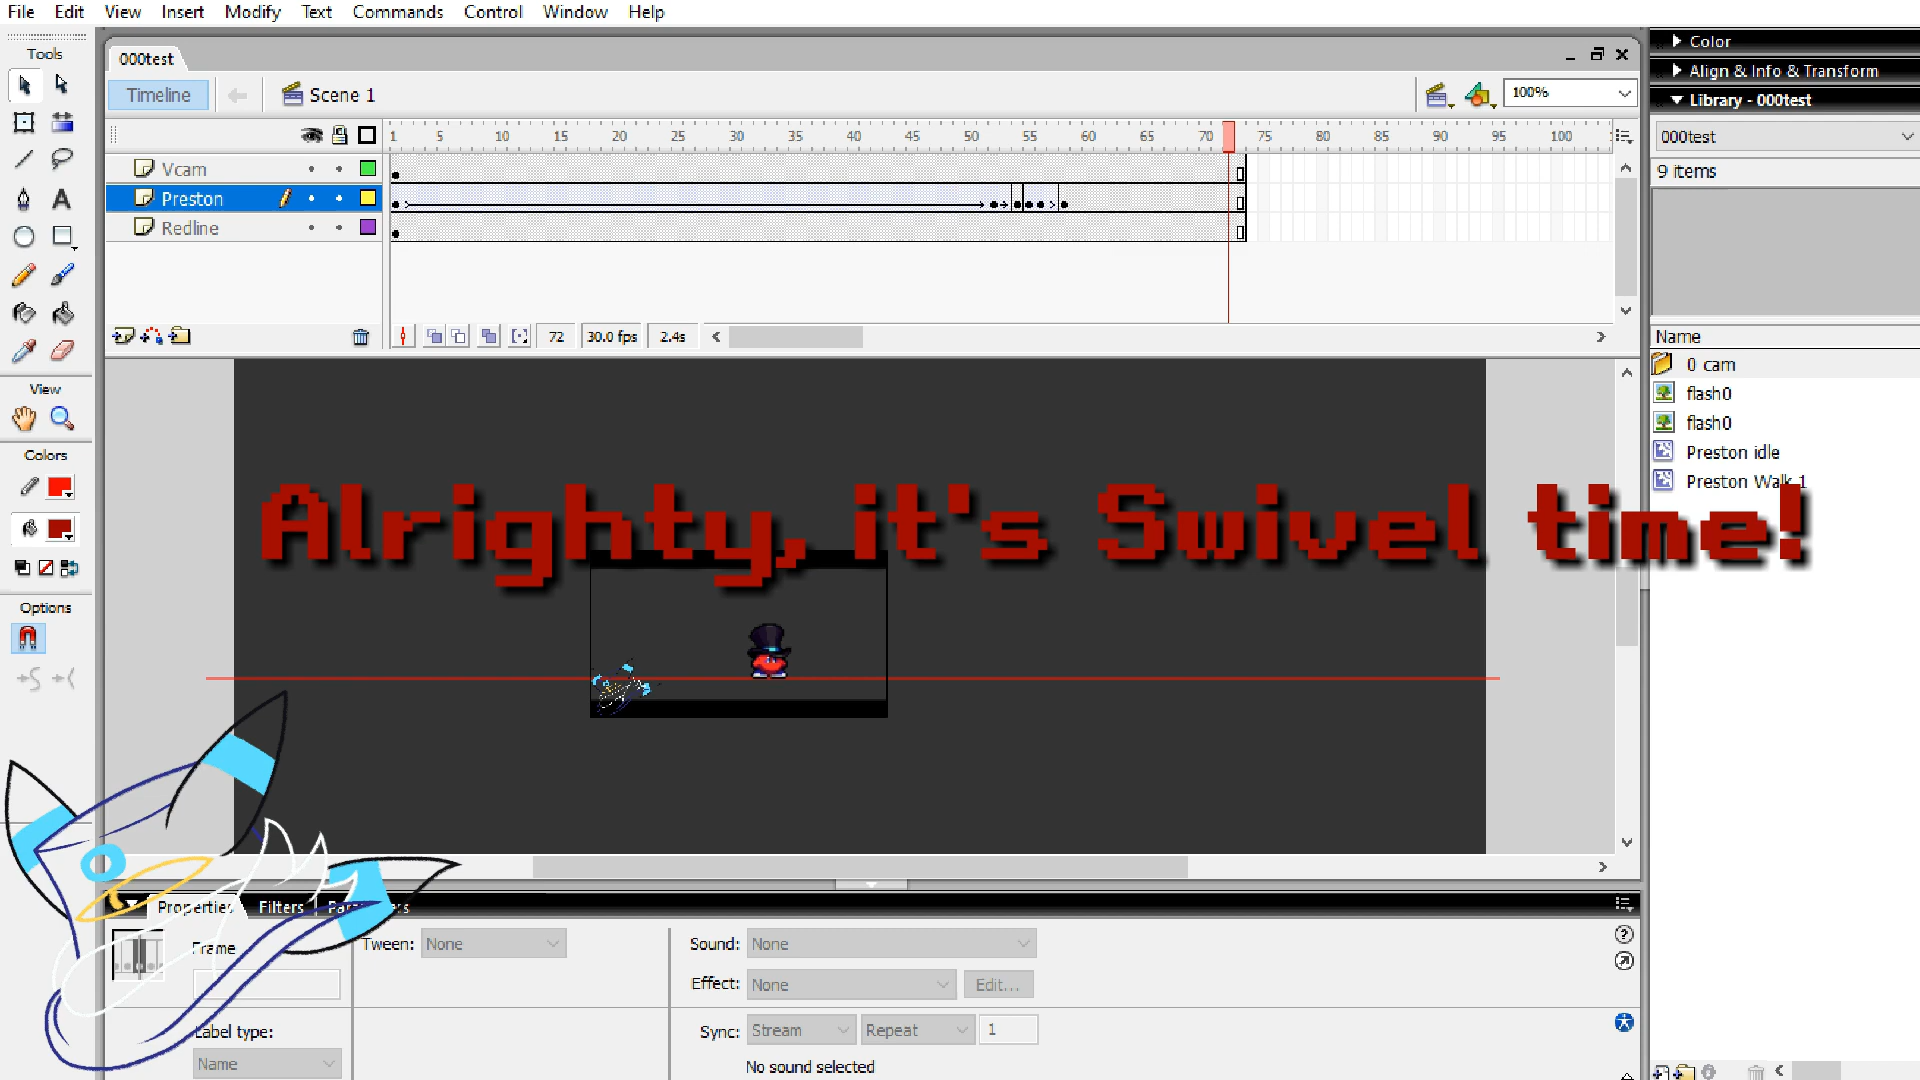 File Edit View Insert Modify Text Commands Control Window Help
Tools
000test
Timeline
Scene 1
100%
1 5 10 15 20 25 30 35 40 45 50 55 60 65 70 75 80 85 90 95 100
Vcam
Preston
Redline
72 30.0 fps 2.4s
View
Colors
Options
Alrighty, it's Swivel time!
Color
Align & Info & Transform
Library - 000test
000test
9 items
Name
0 cam
flash0
flash0
Preston idle
Preston Walk 1
Properties Filters
Frame
Tween: None
Sound: None
Effect: None Edit...
Label type:
Name
Sync: Stream Repeat 1
No sound selected